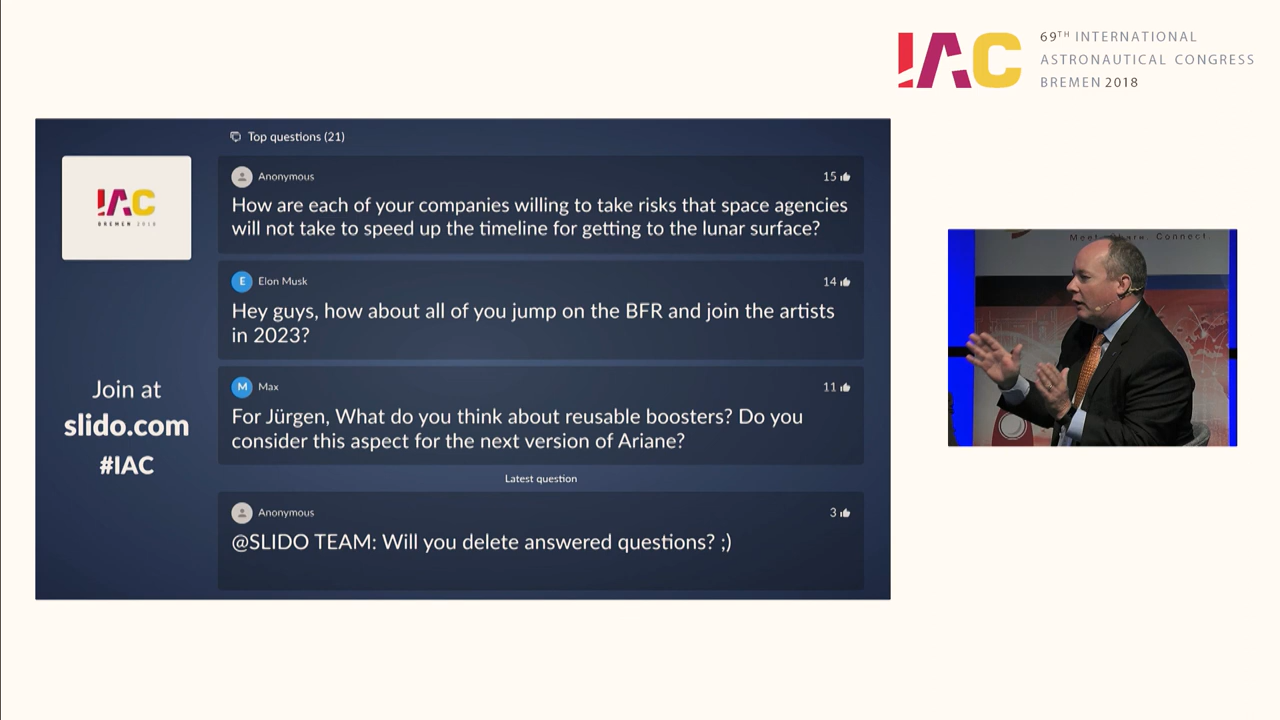 IAC
69TH INTERNATIONAL
ASTRONAUTICAL CONGRESS
BREMEN 2018
Top questions (21)
IAC
BREMEN 2018
Anonymous
15
How are each of your companies willing to take risks that space agencies
will not take to speed up the timeline for getting to the lunar surface?
E
Elon Musk
14
Hey guys, how about all of you jump on the BFR and join the artists
in 2023?
M
Max
11
For Jürgen, What do you think about reusable boosters? Do you
consider this aspect for the next version of Ariane?
Join at
slido.com
#IAC
Latest question
Anonymous
3
@SLIDO TEAM: Will you delete answered questions? ;)
Meet. Share. Connect.